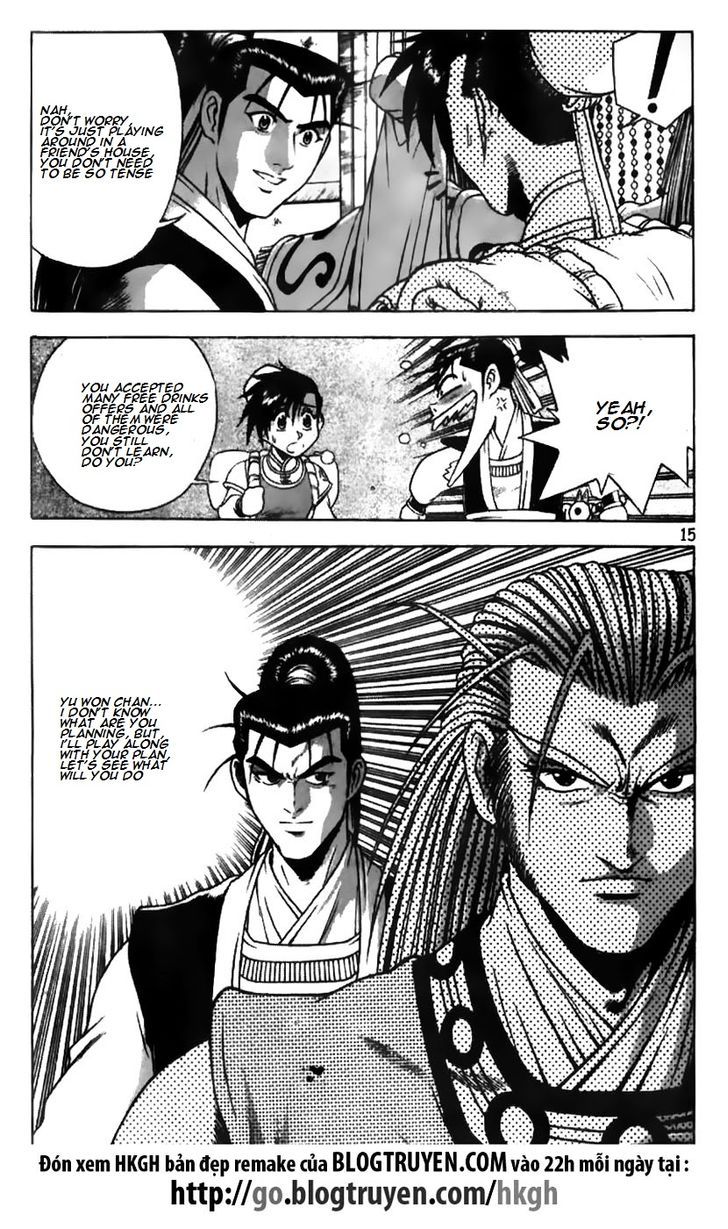 NAH,
DON'T WORRY,
IT'S JUST PLAYING
AROUND IN A
FRIEND'S HOUSE,
YOU DON'T NEED
TO BE SO TENSE
!
YOU ACCEPTED
MANY FREE DRINKS
OFFERS AND ALL
OF THEM WERE
DANGEROUS,
YOU STILL
DON'T LEARN,
DO YOU?
YEAH,
SO?!
15
YU WON CHAN...
I DON'T KNOW
WHAT ARE YOU
PLANNING, BUT,
I'LL PLAY ALONG
WITH YOUR PLAN,
LET'S SEE WHAT
WILL YOU DO
Đón xem HKGH bản đẹp remake của BLOGTRUYEN.COM vào 22h mỗi ngày tại :
http://go.blogtruyen.com/hkgh